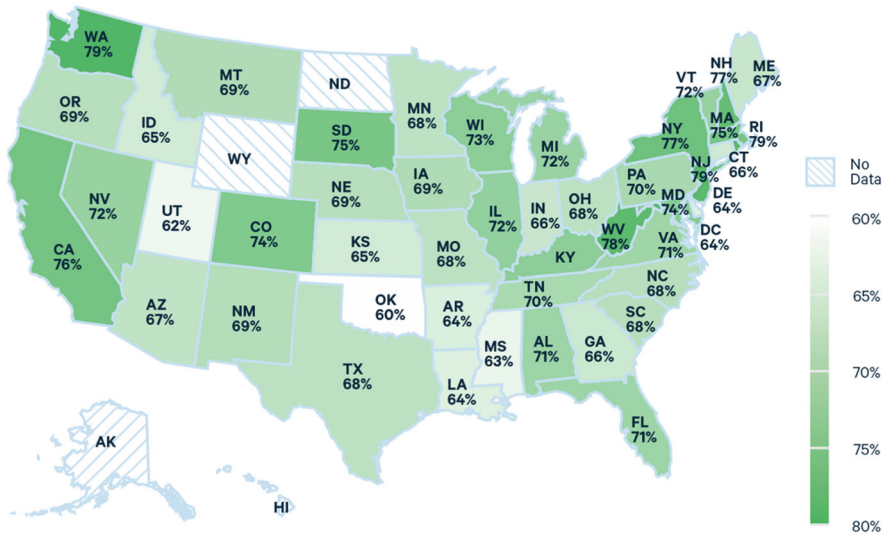 WA
79%
MT
69%
ND
OR
69%
ID
65%
WY
SD
75%
MN
68%
WI
73%
MI
72%
VT
72%
NH
77%
ME
67%
NY
77%
MA
75%
RI
79%
CT
66%
NJ
79%
PA
70%
MD
74%
DE
64%
DC
64%
NV
72%
UT
62%
CO
74%
NE
69%
IA
69%
IL
72%
IN
66%
OH
68%
WV
78%
VA
71%
CA
76%
KS
65%
MO
68%
KY
TN
70%
NC
68%
SC
68%
AZ
67%
NM
69%
OK
60%
AR
64%
MS
63%
AL
71%
GA
66%
TX
68%
LA
64%
FL
71%
AK
HI
No
Data
60%
65%
70%
75%
80%